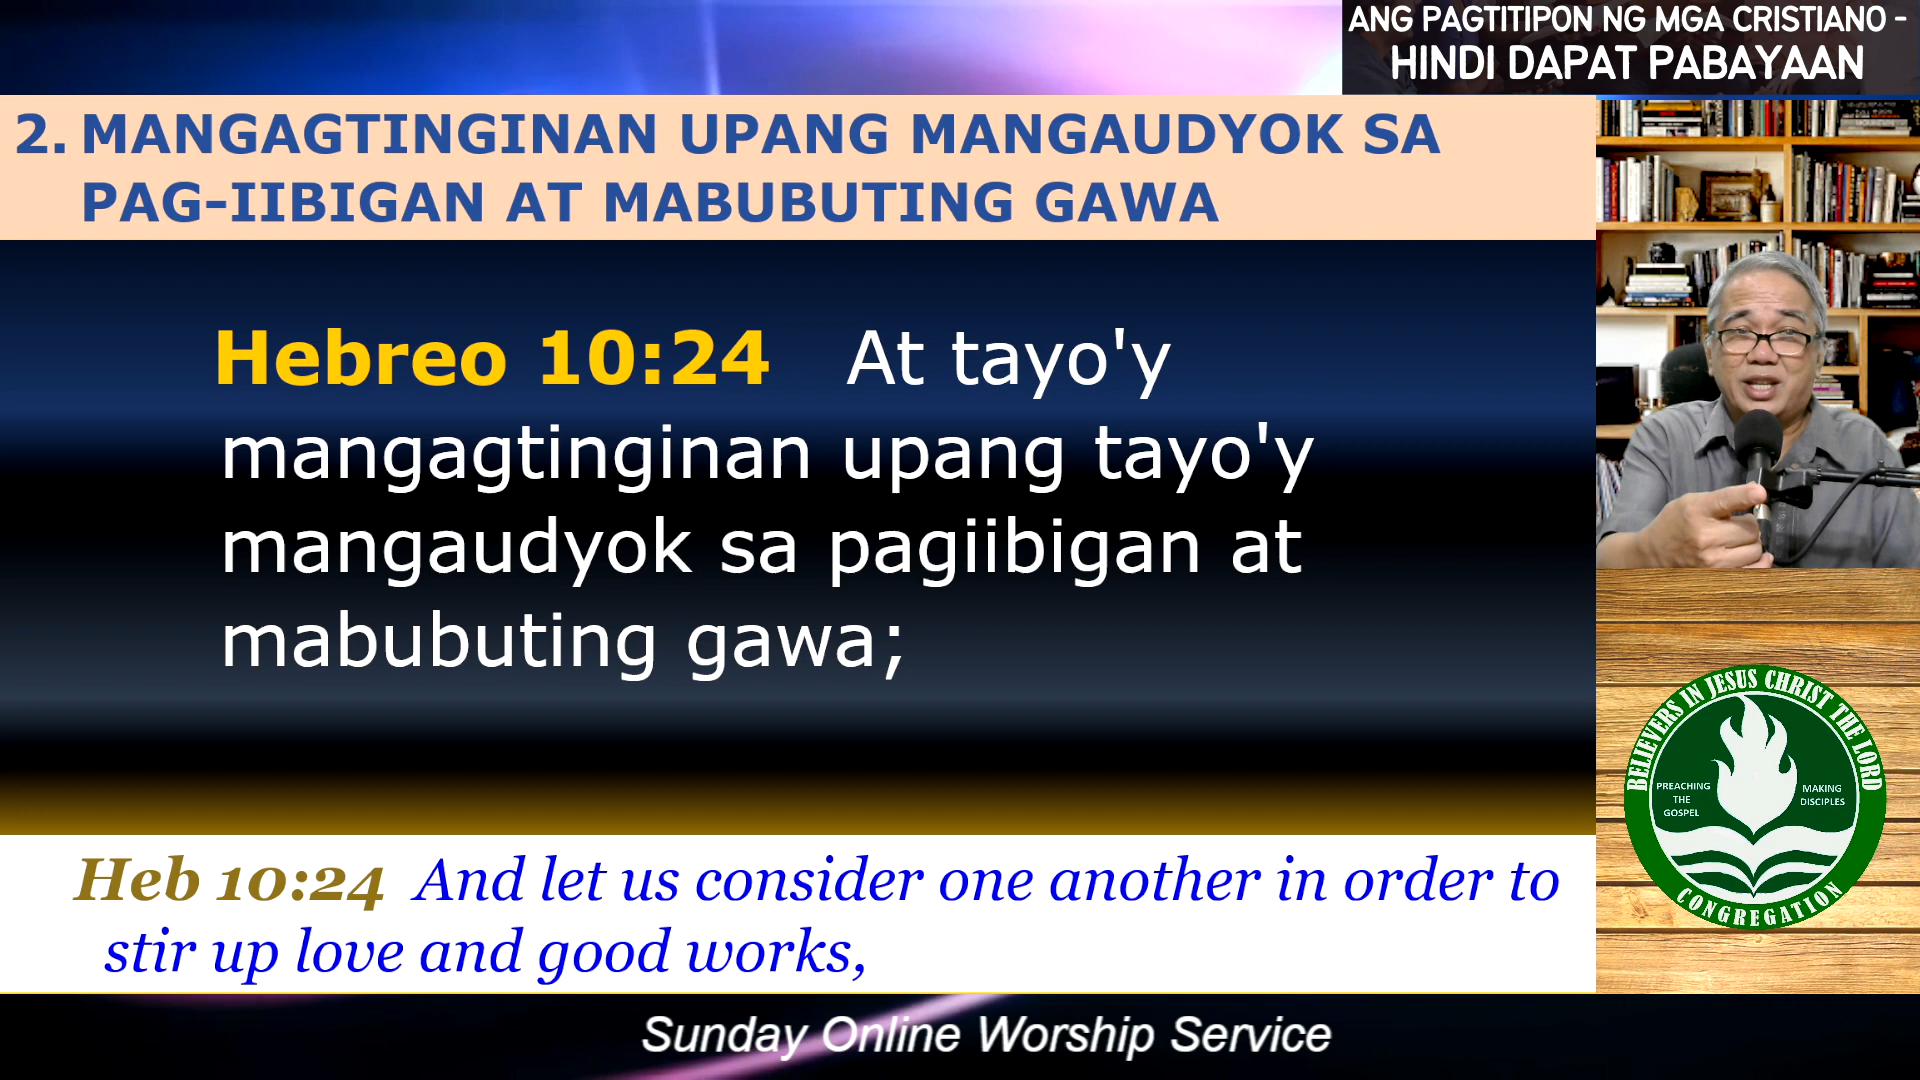 ANG PAGTITIPON NG MGA CRISTIANO -
HINDI DAPAT PABAYAAN
2. MANGAGTINGINAN UPANG MANGAUDYOK SA
PAG-IIBIGAN AT MABUBUTING GAWA
Hebreo 10:24 At tayo'y
mangagtinginan upang tayo'y
mangaudyok sa pagiibigan at
mabubuting gawa;
Heb 10:24 And let us consider one another in order to
stir up love and good works,
BELIEVERS IN JESUS CHRIST THE LORD
PREACHING
THE
GOSPEL
MAKING
DISCIPLES
CONGREGATION
Sunday Online Worship Service